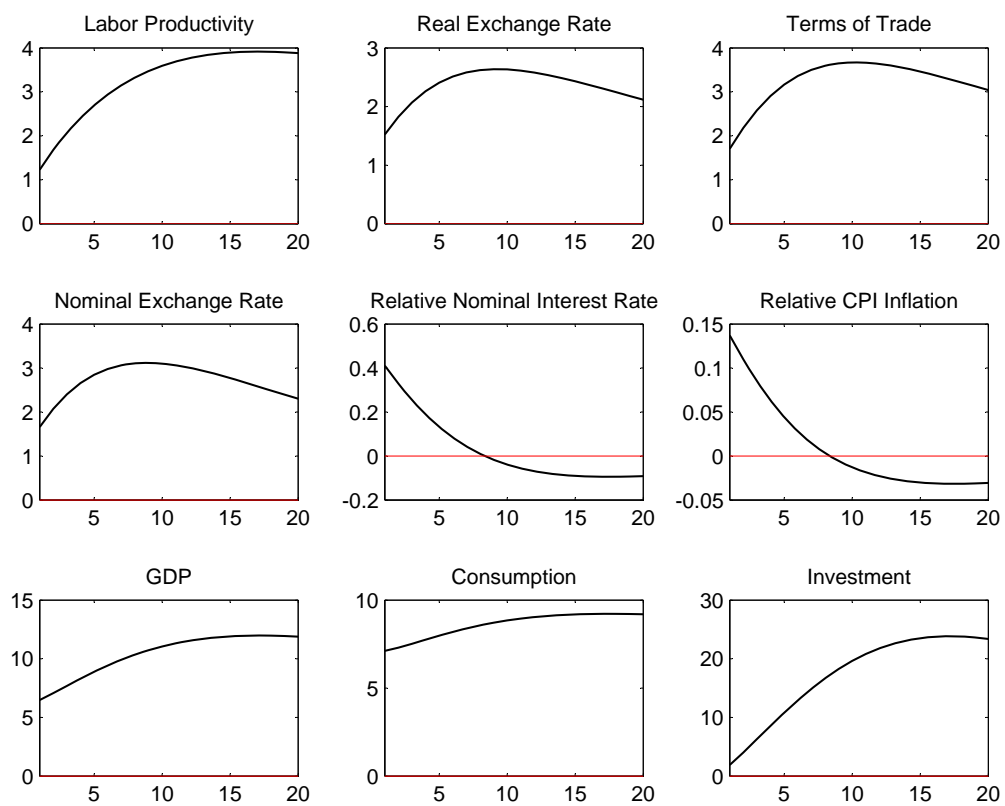 Labor Productivity
4
3
2
1
0
5 10 15 20
Real Exchange Rate
3
2
1
0
5 10 15 20
Terms of Trade
4
3
2
1
0
5 10 15 20
Nominal Exchange Rate
4
3
2
1
0
5 10 15 20
Relative Nominal Interest Rate
0.6
0.4
0.2
0
-0.2
5 10 15 20
Relative CPI Inflation
0.15
0.1
0.05
0
-0.05
5 10 15 20
GDP
15
10
5
0
5 10 15 20
Consumption
10
5
0
5 10 15 20
Investment
30
20
10
0
5 10 15 20